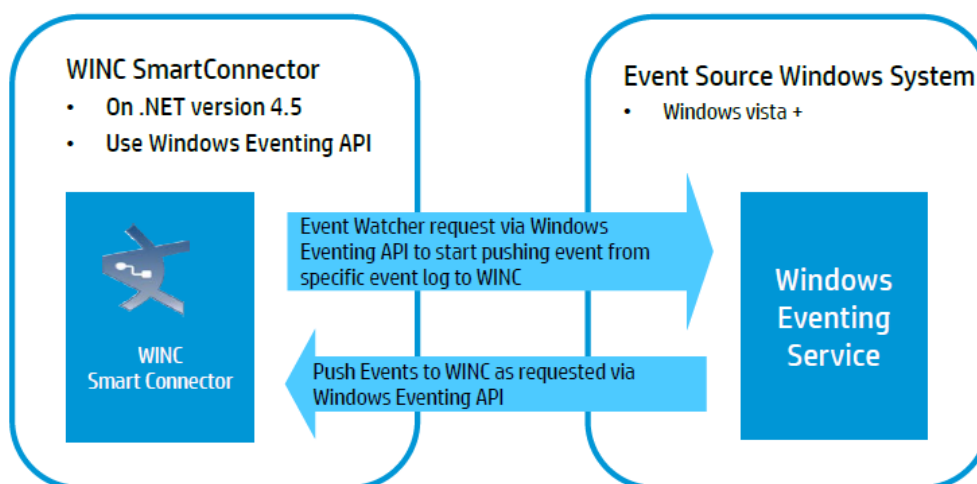 WINC SmartConnector
• On .NET version 4.5
• Use Windows Eventing API
WINC
Smart Connector
Event Watcher request via Windows
Eventing API to start pushing event from
specific event log to WINC
Push Events to WINC as requested via
Windows Eventing API
Event Source Windows System
• Windows vista +
Windows
Eventing
Service